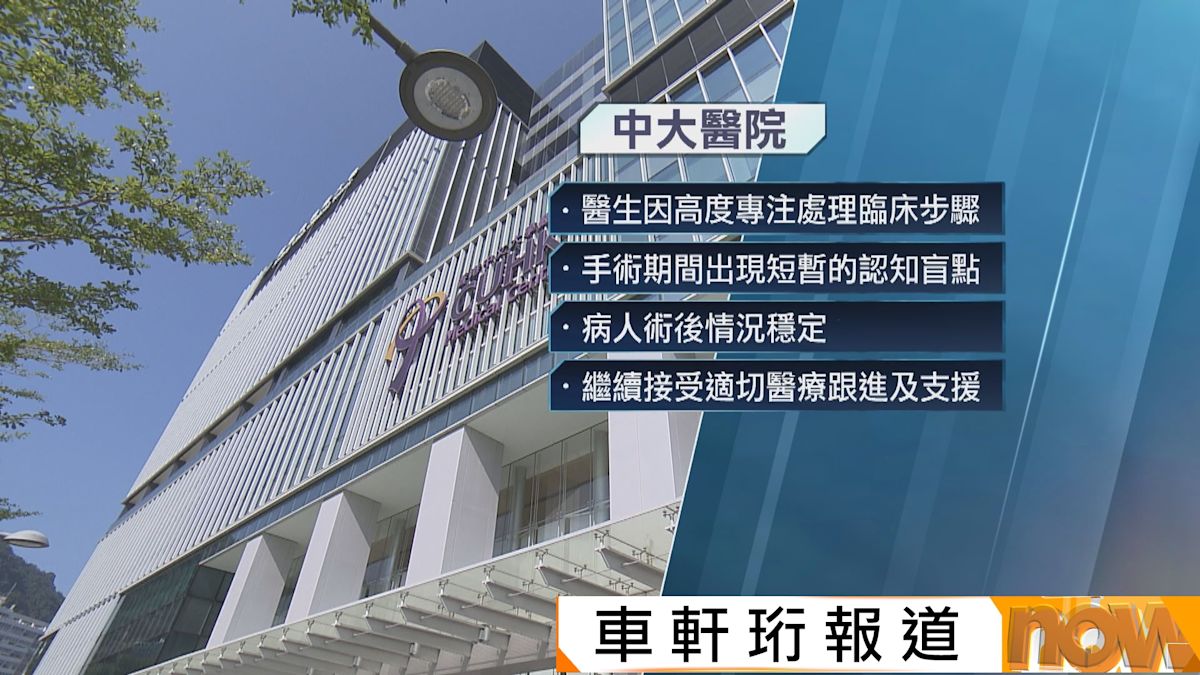 中大醫院
· 醫生因高度專注處理臨床步驟
· 手術期間出現短暫的認知盲點
· 病人術後情況穩定
· 繼續接受適切醫療跟進及支援
CUHK
Medical Centre
車軒珩報道
now